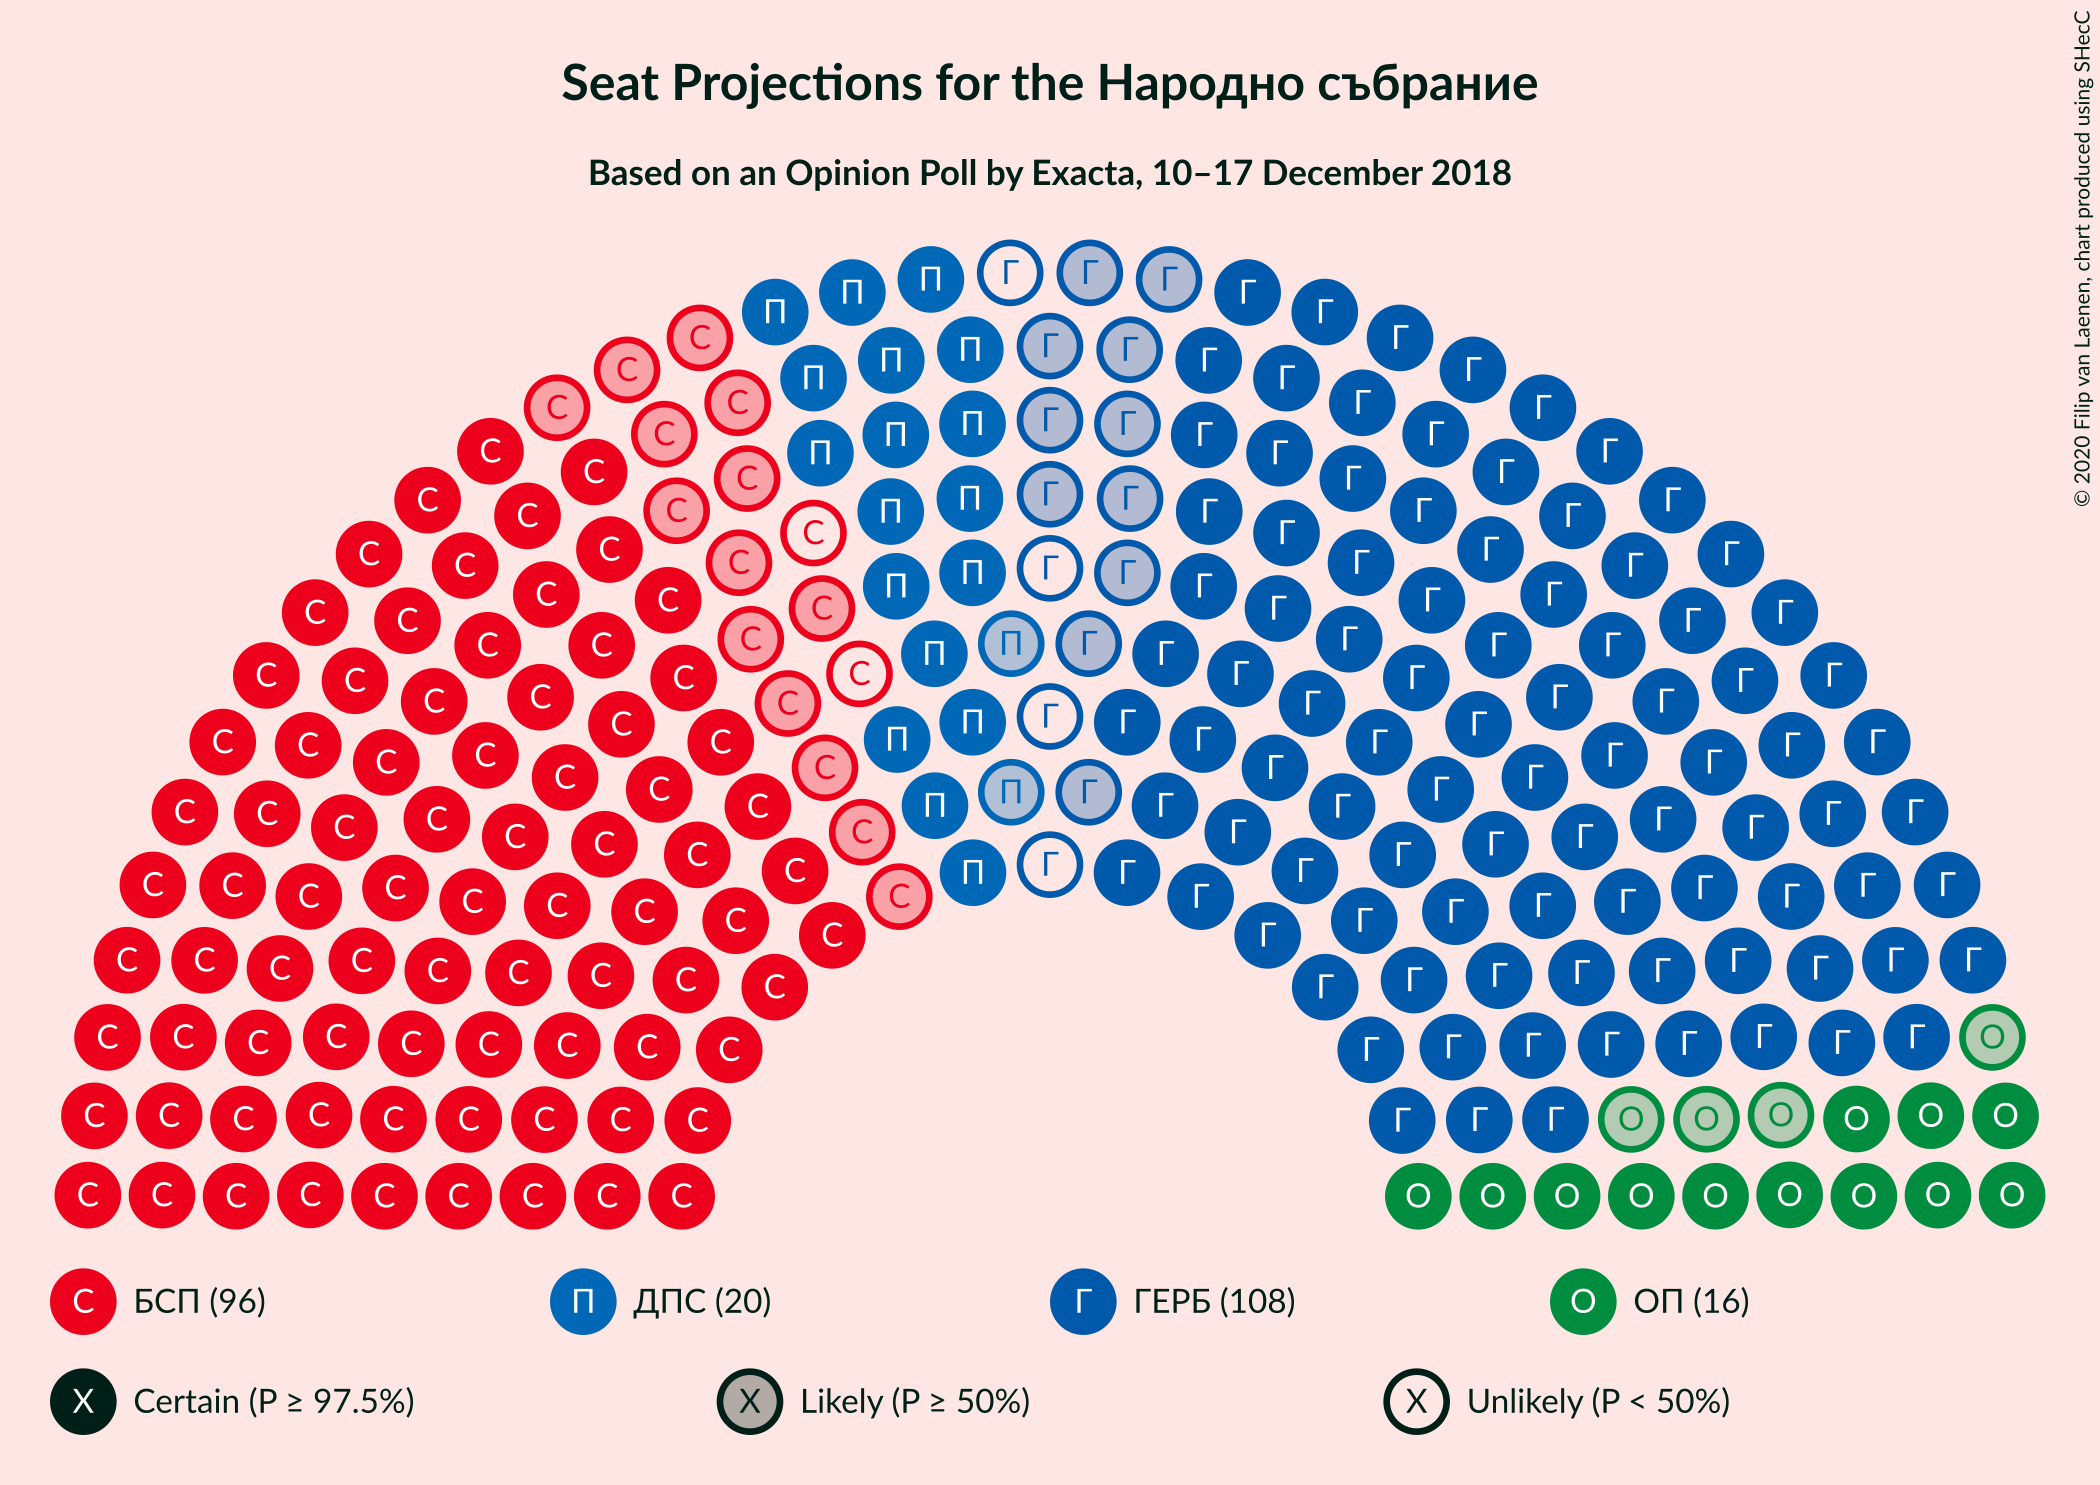 Seat Projections for the Народно събрание
Based on an Opinion Poll by Exacta, 10–17 December 2018
© 2020 Filip van Laenen, chart produced using SHecC
С БСП (96)
П ДПС (20)
Г ГЕРБ (108)
О ОП (16)
X Certain (P ≥ 97.5%)
X Likely (P ≥ 50%)
X Unlikely (P < 50%)